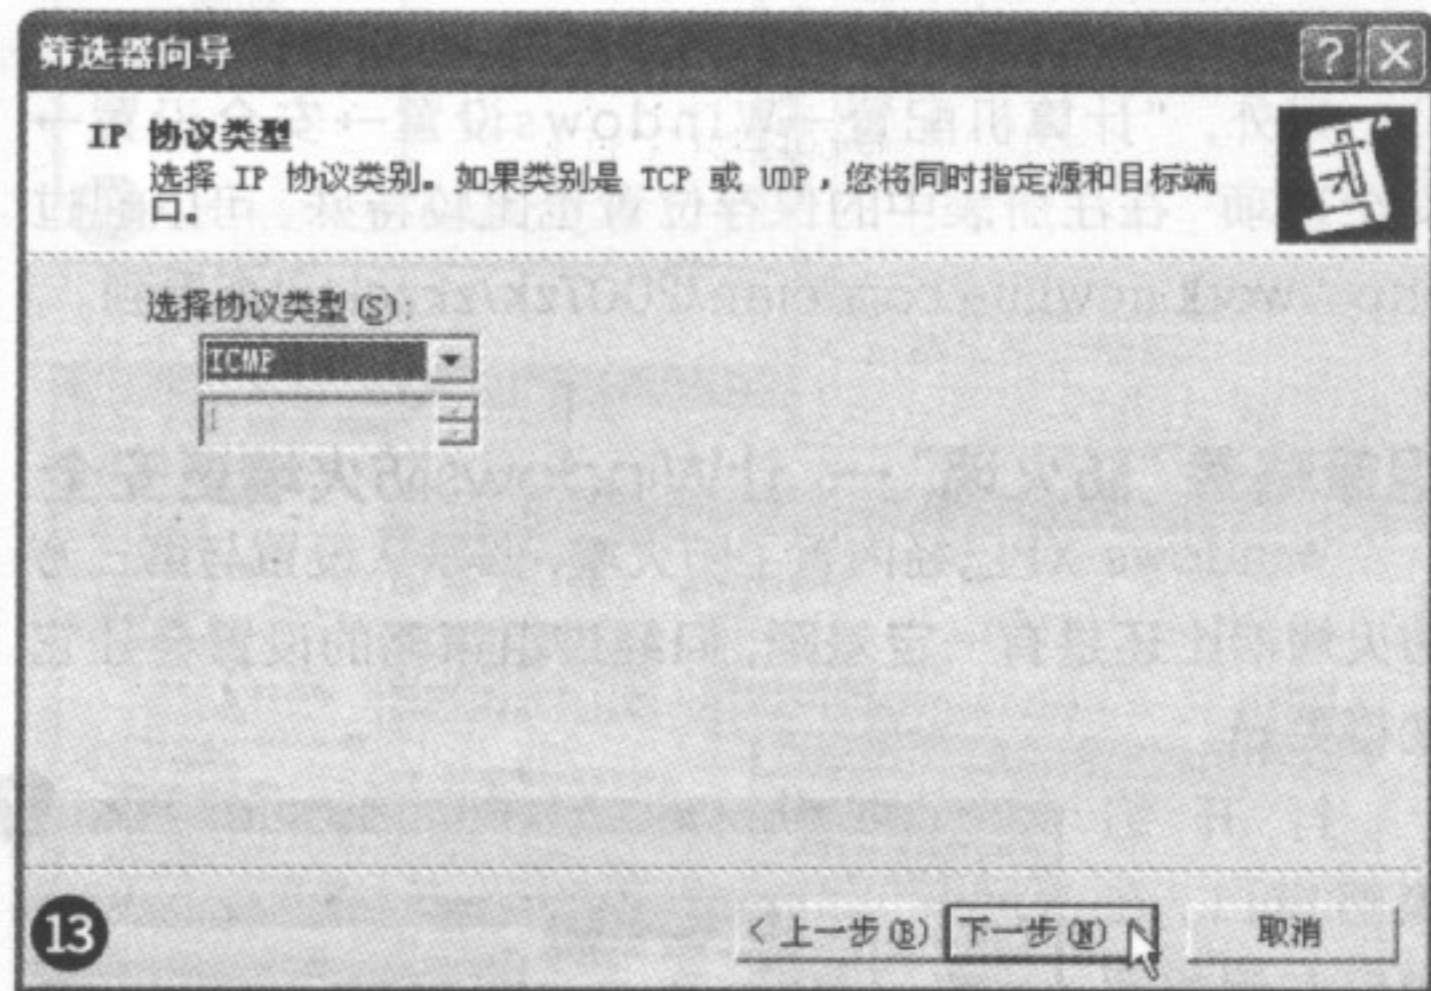 筛选器向导
IP 协议类型
选择 IP 协议类别。如果类别是 TCP 或 UDP，您将同时指定源和目标端
口。
选择协议类型(S)：
ICMP
1
13
< 上一步(B)
下一步(N) >
取消